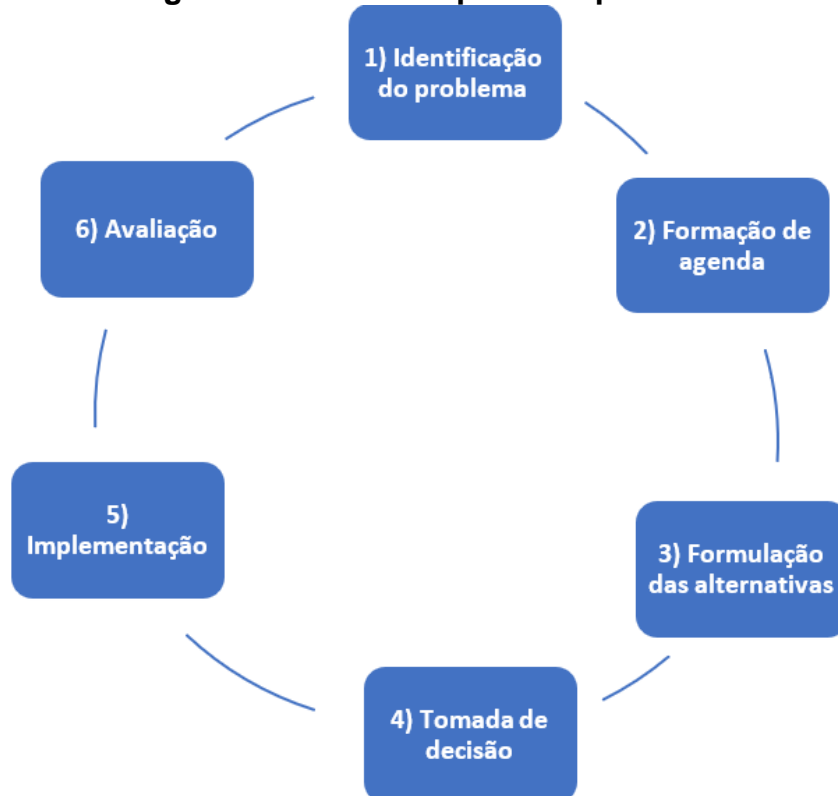 1) Identificação
do problema
2) Formação de
agenda
3) Formulação
das alternativas
4) Tomada de
decisão
5)
Implementação
6) Avaliação